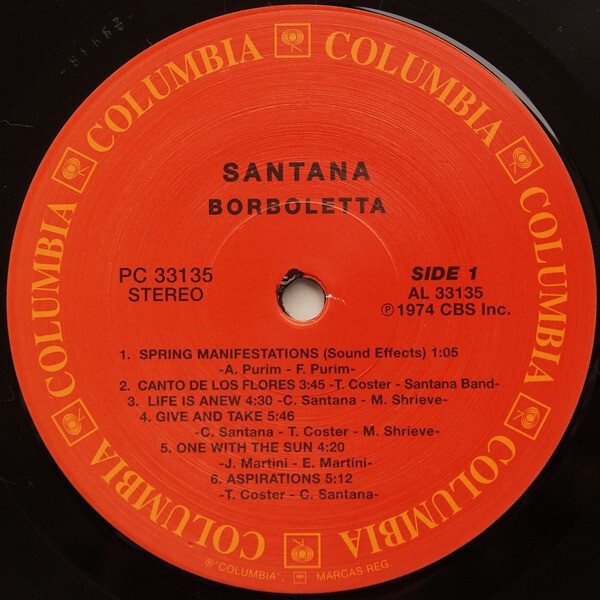 COLUMBIA COLUMBIA COLUMBIA COLUMBIA COLUMBIA COLUMBIA
SANTANA
BORBOLETTA
PC 33135
STEREO
SIDE 1
AL 33135
Ⓟ 1974 CBS Inc.
1. SPRING MANIFESTATIONS (Sound Effects) 1:05
-A. Purim - F. Purim-
2. CANTO DE LOS FLORES 3:45 -T. Coster - Santana Band-
3. LIFE IS ANEW 4:30 -C. Santana - M. Shrieve-
4. GIVE AND TAKE 5:46
-C. Santana - T. Coster - M. Shrieve-
5. ONE WITH THE SUN 4:20
-J. Martini - E. Martini-
6. ASPIRATIONS 5:12
-T. Coster - C. Santana-
® "COLUMBIA", MARCAS REG.